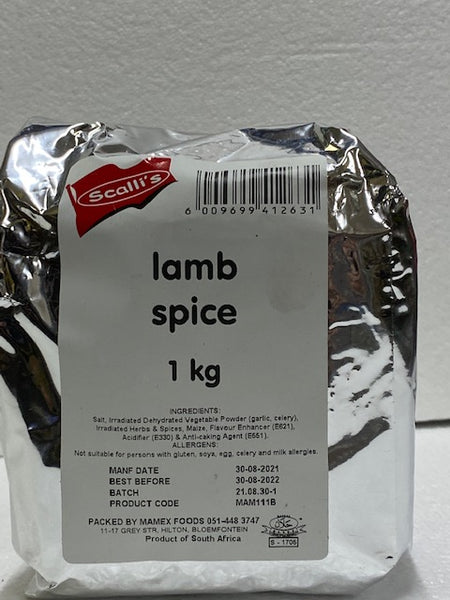 Scalli's
6 009699 412631
lamb
spice
1 kg
INGREDIENTS:
Salt, Irradiated Dehydrated Vegetable Powder (garlic, celery),
Irradiated Herbs & Spices, Maize, Flavour Enhancer (E621),
Acidifier (E330) & Anti-caking Agent (E551).
ALLERGENS:
Not suitable for persons with gluten, soya, egg, celery and milk allergies.
MANF DATE 30-08-2021
BEST BEFORE 30-08-2022
BATCH 21.08.30-1
PRODUCT CODE MAM111B
PACKED BY MAMEX FOODS 051-448 3747
11-17 GREY STR, HILTON, BLOEMFONTEIN
Product of South Africa
S - 1705